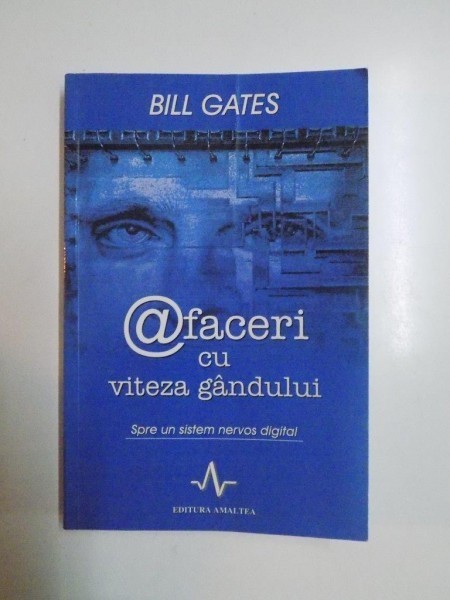 BILL GATES
@faceri
cu
viteza gândului
Spre un sistem nervos digital
EDITURA AMALTEA